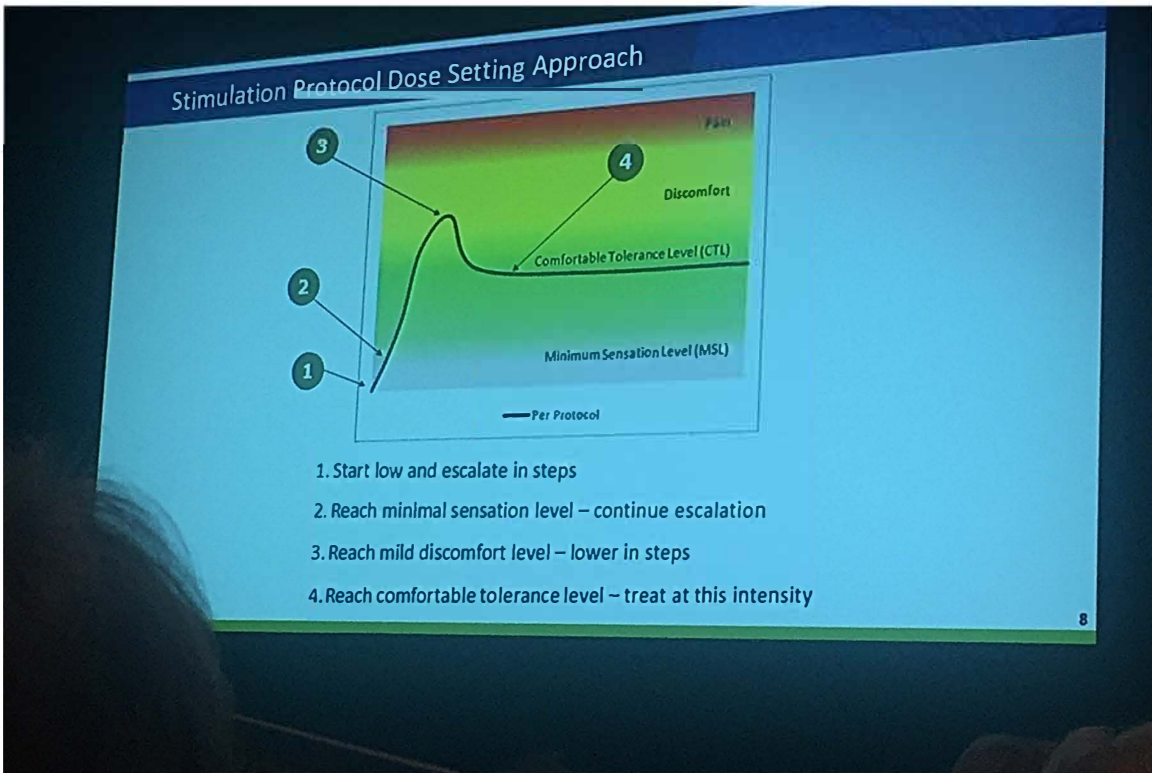 Stimulation Protocol Dose Setting Approach
3
Pain
4
Discomfort
Comfortable Tolerance Level (CTL)
2
Minimum Sensation Level (MSL)
1
Per Protocol
1. Start low and escalate in steps
2. Reach minimal sensation level – continue escalation
3. Reach mild discomfort level – lower in steps
4. Reach comfortable tolerance level – treat at this intensity
8